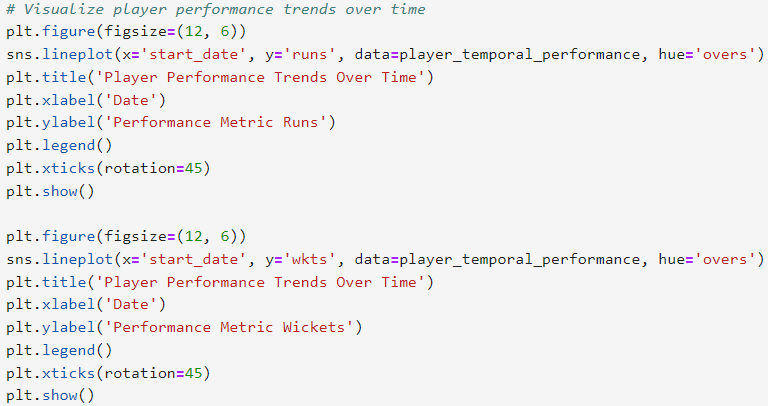 # Visualize player performance trends over time
plt.figure(figsize=(12, 6))
sns.lineplot(x='start_date', y='runs', data=player_temporal_performance, hue='overs')
plt.title('Player Performance Trends Over Time')
plt.xlabel('Date')
plt.ylabel('Performance Metric Runs')
plt.legend()
plt.xticks(rotation=45)
plt.show()

plt.figure(figsize=(12, 6))
sns.lineplot(x='start_date', y='wkts', data=player_temporal_performance, hue='overs')
plt.title('Player Performance Trends Over Time')
plt.xlabel('Date')
plt.ylabel('Performance Metric Wickets')
plt.legend()
plt.xticks(rotation=45)
plt.show()